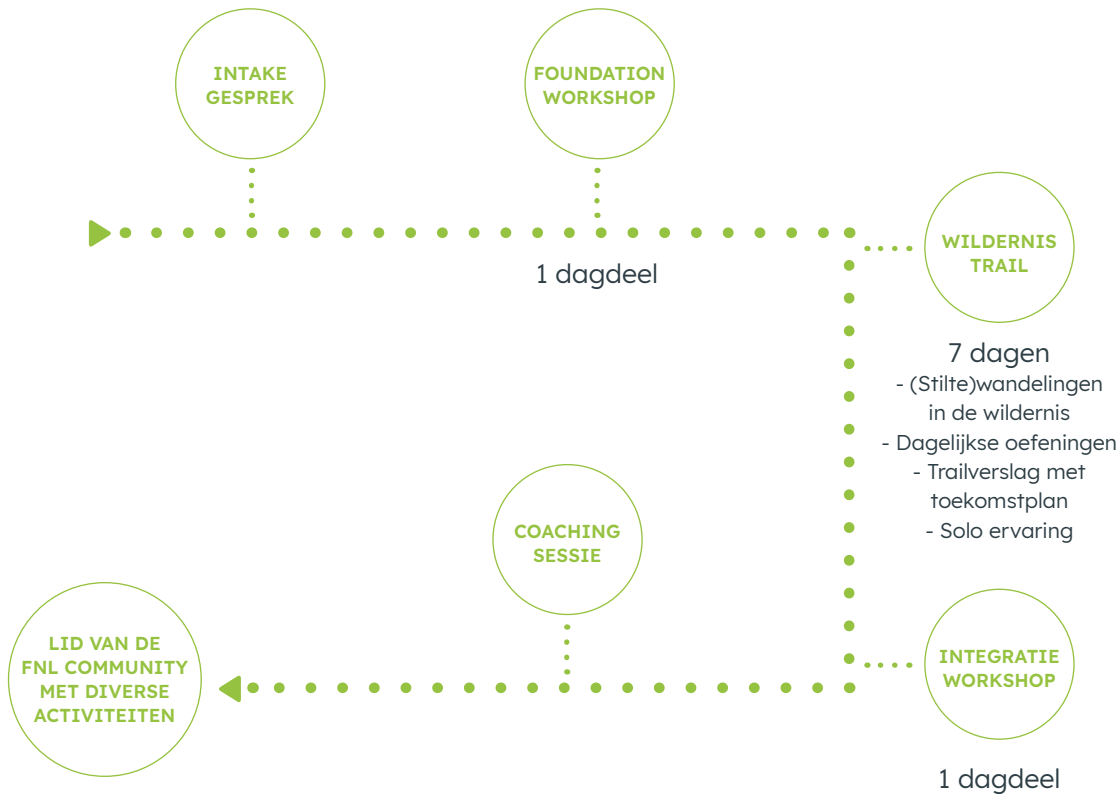 INTAKE
GESPREK
FOUNDATION
WORKSHOP
1 dagdeel
WILDERNIS
TRAIL
7 dagen
- (Stilte)wandelingen
in de wildernis
- Dagelijkse oefeningen
- Trailverslag met
toekomstplan
- Solo ervaring
INTEGRATIE
WORKSHOP
1 dagdeel
COACHING
SESSIE
LID VAN DE
FNL COMMUNITY
MET DIVERSE
ACTIVITEITEN